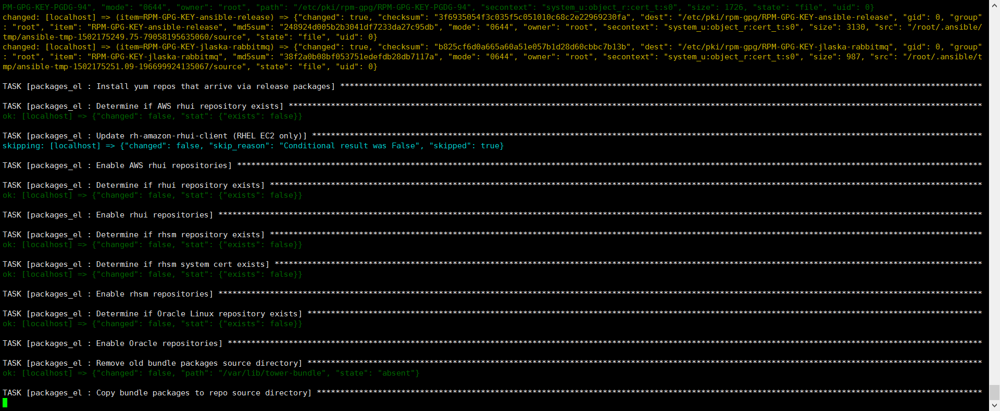 PM-GPG-KEY-PGDG-94", "mode": "0644", "owner": "root", "path": "/etc/pki/rpm-gpg/RPM-GPG-KEY-PGDG-94", "secontext": "system_u:object_r:cert_t:s0", "size": 1726, "state": "file", "uid": 0}
changed: [localhost] => (item=RPM-GPG-KEY-ansible-release) => {"changed": true, "checksum": "3f6935054f3c035f5c051010c68c2e22969230fa", "dest": "/etc/pki/rpm-gpg/RPM-GPG-KEY-ansible-release", "gid": 0, "group"
: "root", "item": "RPM-GPG-KEY-ansible-release", "md5sum": "248924d005b2b3041df7233da27c95db", "mode": "0644", "owner": "root", "secontext": "system_u:object_r:cert_t:s0", "size": 3130, "src": "/root/.ansible/
tmp/ansible-tmp-1502175249.75-79058195635060/source", "state": "file", "uid": 0}
changed: [localhost] => (item=RPM-GPG-KEY-jlaska-rabbitmq) => {"changed": true, "checksum": "b825cf6d0a665a60a51e057b1d28d60cbbc7b13b", "dest": "/etc/pki/rpm-gpg/RPM-GPG-KEY-jlaska-rabbitmq", "gid": 0, "group"
: "root", "item": "RPM-GPG-KEY-jlaska-rabbitmq", "md5sum": "38f2a0b08bf053751edefdb28db7117a", "mode": "0644", "owner": "root", "secontext": "system_u:object_r:cert_t:s0", "size": 987, "src": "/root/.ansible/t
mp/ansible-tmp-1502175251.09-196699924135067/source", "state": "file", "uid": 0}
TASK [packages_el : Install yum repos that arrive via release packages] *****************************************************************************************************************************************
TASK [packages_el : Determine if AWS rhui repository exists] ****************************************************************************************************************************************************
ok: [localhost] => {"changed": false, "stat": {"exists": false}}
TASK [packages_el : Update rh-amazon-rhui-client (RHEL EC2 only)] ***********************************************************************************************************************************************
skipping: [localhost] => {"changed": false, "skip_reason": "Conditional result was False", "skipped": true}
TASK [packages_el : Enable AWS rhui repositories] ***************************************************************************************************************************************************************
TASK [packages_el : Determine if rhui repository exists] ********************************************************************************************************************************************************
ok: [localhost] => {"changed": false, "stat": {"exists": false}}
TASK [packages_el : Enable rhui repositories] *******************************************************************************************************************************************************************
TASK [packages_el : Determine if rhsm repository exists] ********************************************************************************************************************************************************
ok: [localhost] => {"changed": false, "stat": {"exists": false}}
TASK [packages_el : Determine if rhsm system cert exists] *******************************************************************************************************************************************************
ok: [localhost] => {"changed": false, "stat": {"exists": false}}
TASK [packages_el : Enable rhsm repositories] *******************************************************************************************************************************************************************
TASK [packages_el : Determine if Oracle Linux repository exists] ************************************************************************************************************************************************
ok: [localhost] => {"changed": false, "stat": {"exists": false}}
TASK [packages_el : Enable Oracle repositories] *****************************************************************************************************************************************************************
TASK [packages_el : Remove old bundle packages source directory] ************************************************************************************************************************************************
ok: [localhost] => {"changed": false, "path": "/var/lib/tower-bundle", "state": "absent"}
TASK [packages_el : Copy bundle packages to repo source directory] **********************************************************************************************************************************************